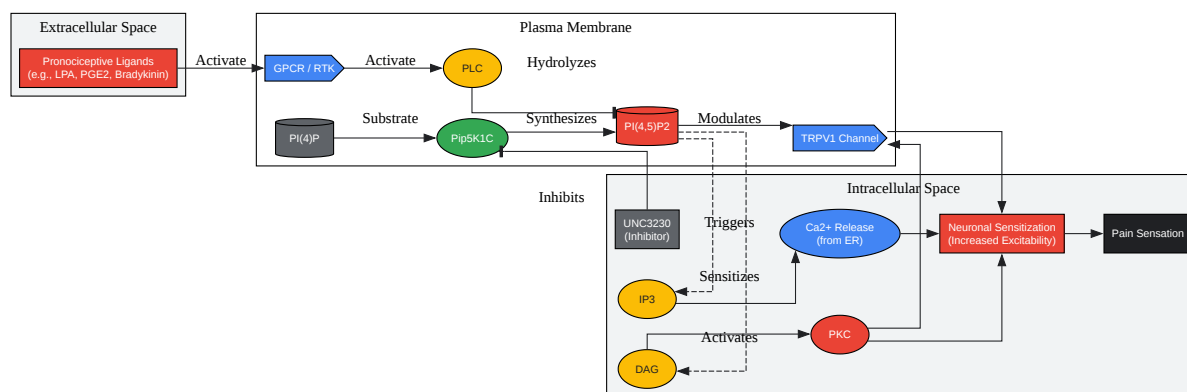 Extracellular Space
Pronociceptive Ligands
(e.g., LPA, PGE2, Bradykinin)
Activate
Plasma Membrane
GPCR / RTK
Activate
PLC
Hydrolyzes
PI(4)P
Substrate
Pip5K1C
Synthesizes
PI(4,5)P2
Modulates
TRPV1 Channel
Inhibits
Intracellular Space
UNC3230
(Inhibitor)
Triggers
Ca2+ Release
(from ER)
Neuronal Sensitization
(Increased Excitability)
Pain Sensation
Sensitizes
IP3
Activates
PKC
DAG